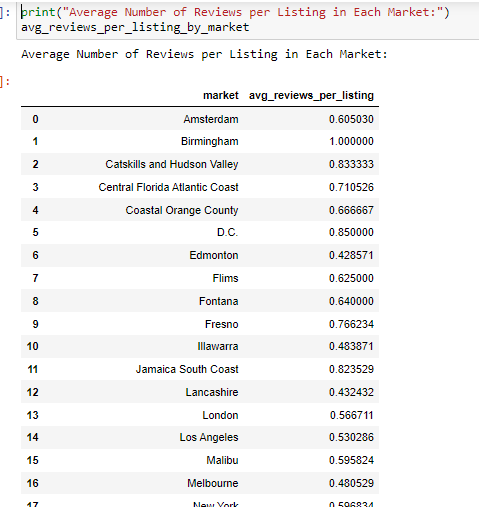 ]: print("Average Number of Reviews per Listing in Each Market:")
avg_reviews_per_listing_by_market
Average Number of Reviews per Listing in Each Market:
]:
market avg_reviews_per_listing
0 Amsterdam 0.605030
1 Birmingham 1.000000
2 Catskills and Hudson Valley 0.833333
3 Central Florida Atlantic Coast 0.710526
4 Coastal Orange County 0.666667
5 D.C. 0.850000
6 Edmonton 0.428571
7 Flims 0.625000
8 Fontana 0.640000
9 Fresno 0.766234
10 Illawarra 0.483871
11 Jamaica South Coast 0.823529
12 Lancashire 0.432432
13 London 0.566711
14 Los Angeles 0.530286
15 Malibu 0.595824
16 Melbourne 0.480529
17 New York 0.596834